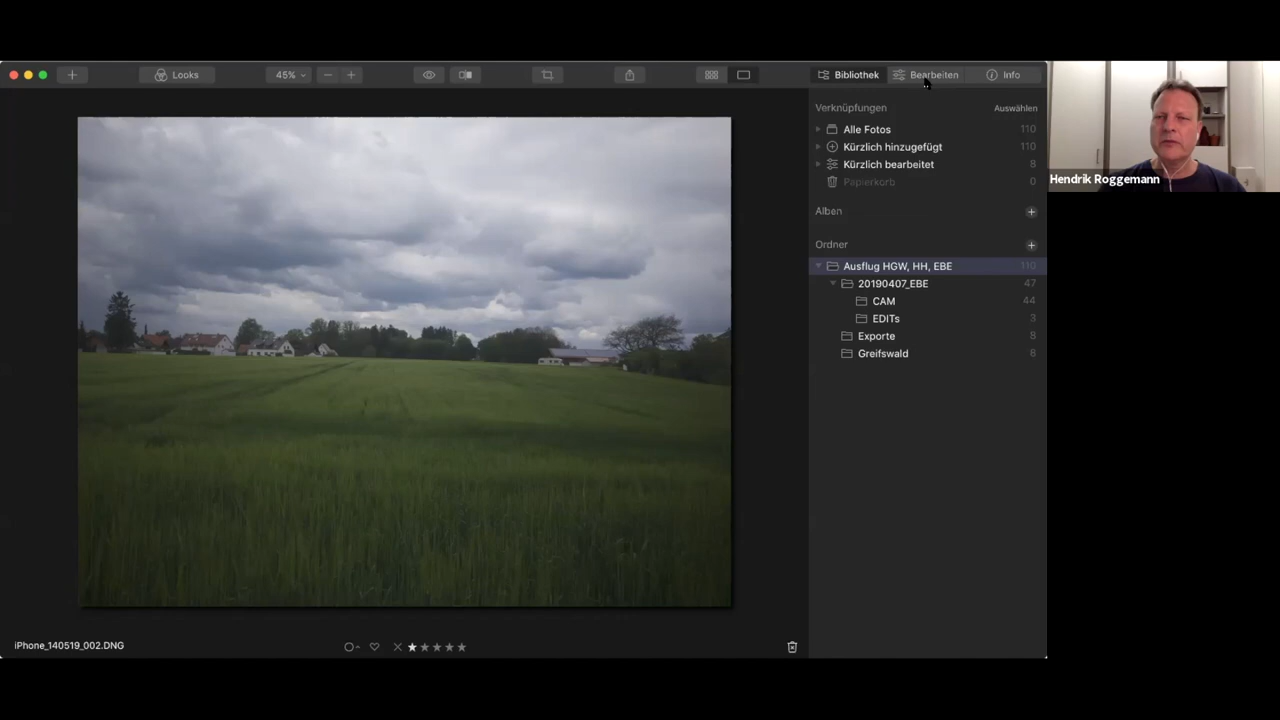 Looks
45%
Bibliothek
Bearbeiten
Info
Verknüpfungen
Auswählen
Alle Fotos 110
Kürzlich hinzugefügt 110
Kürzlich bearbeitet 8
Papierkorb 0
Alben
Ordner
Ausflug HGW, HH, EBE 110
20190407_EBE 47
CAM 44
EDITs 3
Exporte 8
Greifswald 6
iPhone_140519_002.DNG
Hendrik Roggemann